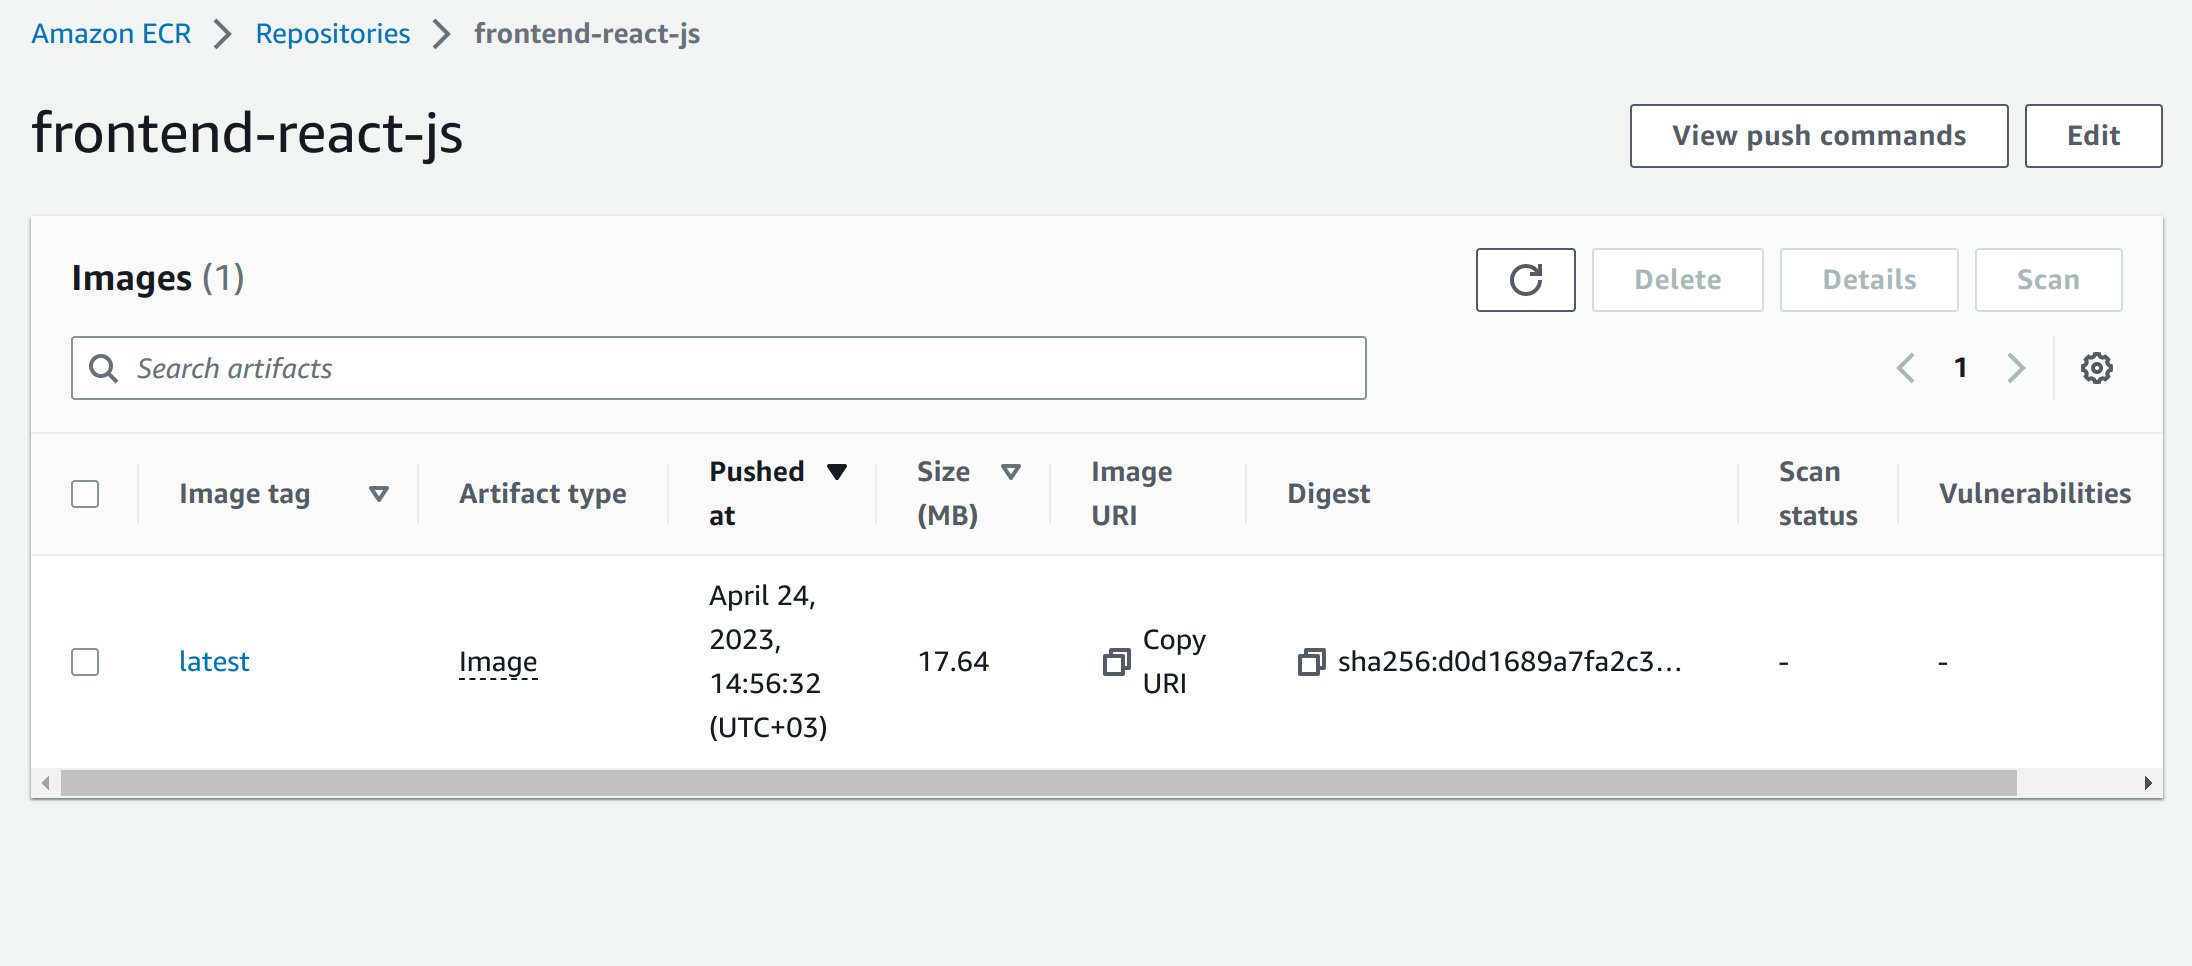 Amazon ECR > Repositories > frontend-react-js
frontend-react-js
View push commands
Edit
Images (1)
Delete
Details
Scan
Search artifacts
1
Image tag
Artifact type
Pushed
at
Size
(MB)
Image
URI
Digest
Scan
status
Vulnerabilities
latest
Image
April 24,
2023,
14:56:32
(UTC+03)
17.64
Copy
URI
sha256:d0d1689a7fa2c3...
-
-